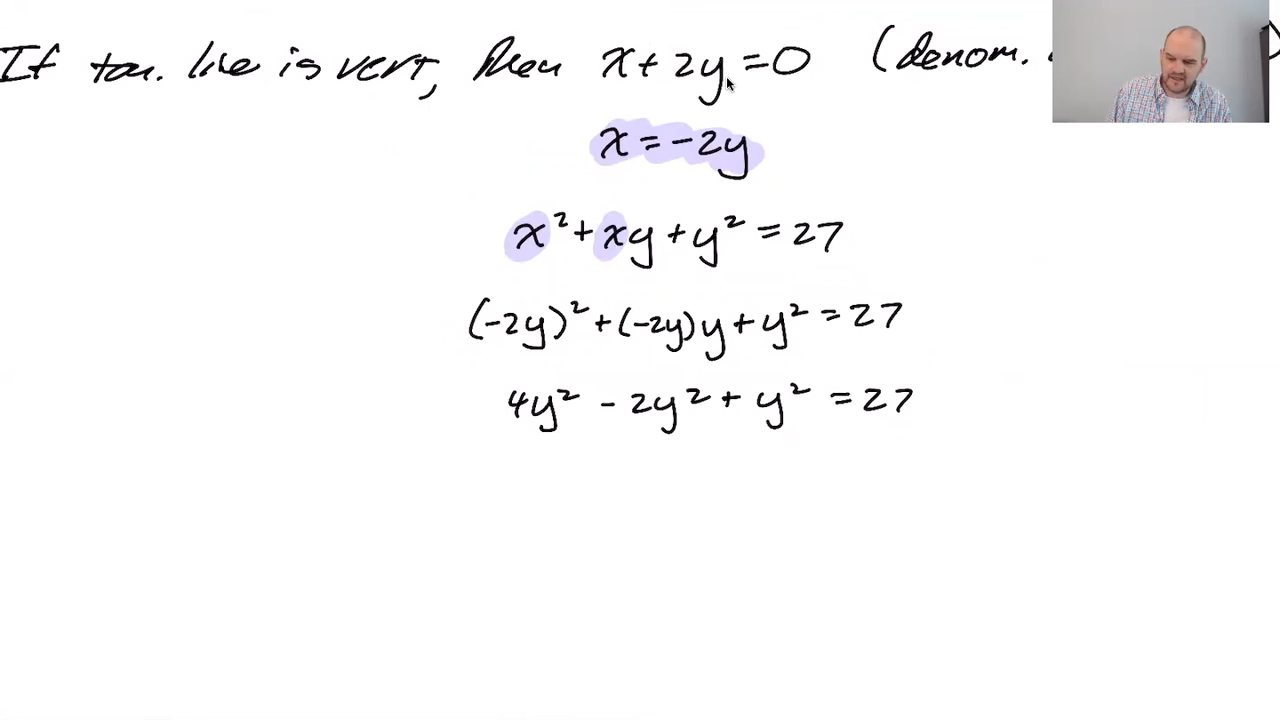 If tan. line is vert, then x + 2y = 0 (denom.
x = -2y
x² + xy + y² = 27
(-2y)² + (-2y)y + y² = 27
4y² - 2y² + y² = 27